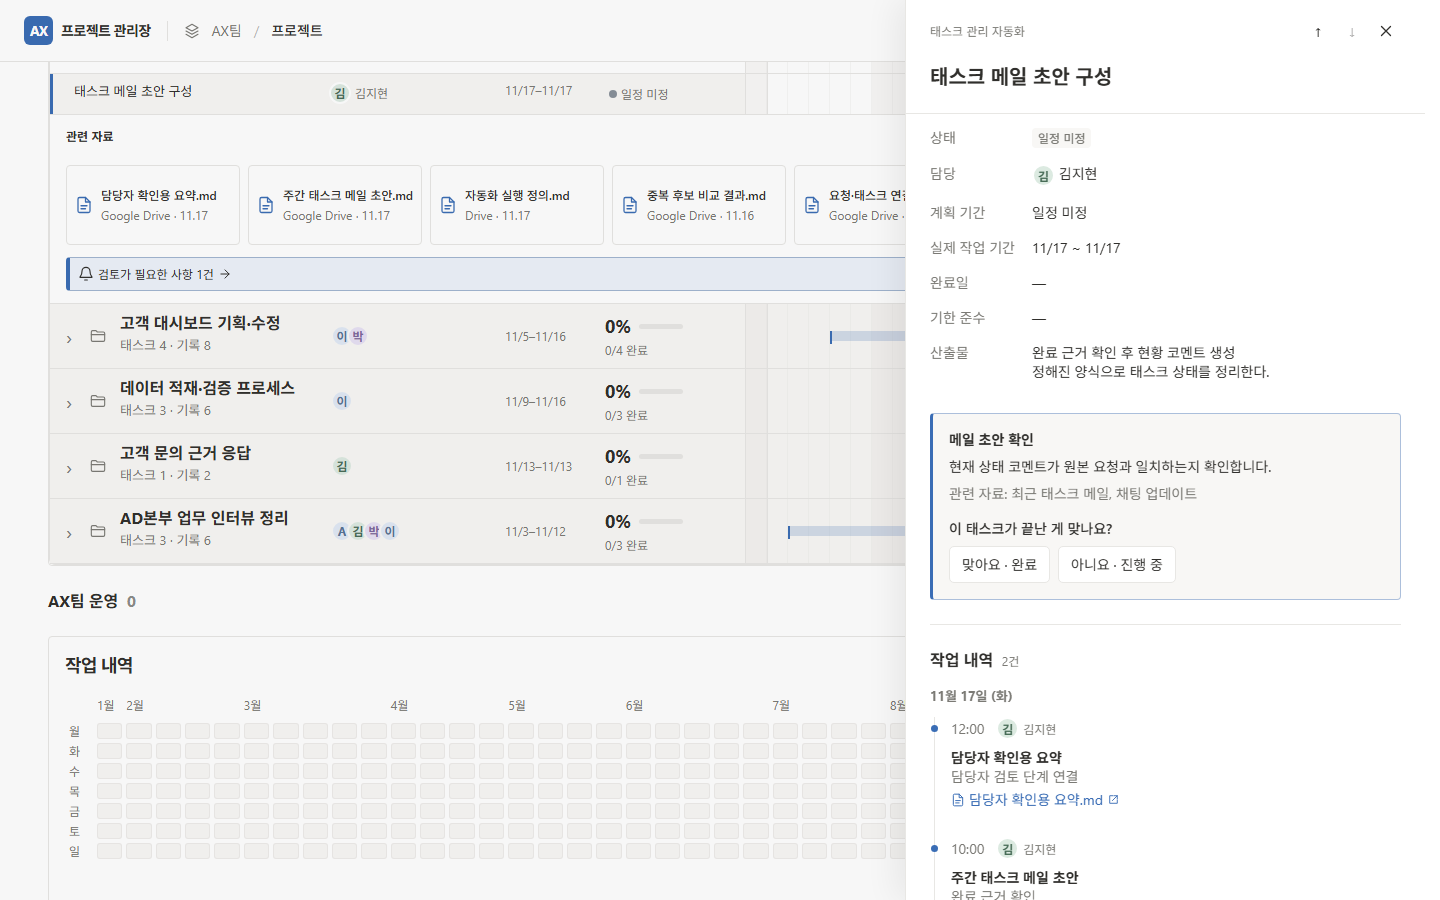 AX 프로젝트 관리장 AX팀 / 프로젝트
태스크 메일 초안 구성 김 김지현 11/17–11/17 일정 미정
관련 자료
담당자 확인용 요약.md
Google Drive · 11.17
주간 태스크 메일 초안.md
Google Drive · 11.17
자동화 실행 정의.md
Drive · 11.17
중복 후보 비교 결과.md
Google Drive · 11.16
요청·태스크
Google Drive ·
검토가 필요한 사항 1건 →
고객 대시보드 기획·수정
태스크 4 · 기록 8
이 박
11/5–11/16
0%
0/4 완료
데이터 적재·검증 프로세스
태스크 3 · 기록 6
이
11/9–11/16
0%
0/3 완료
고객 문의 근거 응답
태스크 1 · 기록 2
김
11/13–11/13
0%
0/1 완료
AD본부 업무 인터뷰 정리
태스크 3 · 기록 6
A 김 박 이
11/3–11/12
0%
0/3 완료
AX팀 운영 0
작업 내역
1월 2월 3월 4월 5월 6월 7월 8월
월
화
수
목
금
토
일
태스크 관리 자동화
태스크 메일 초안 구성
상태 일정 미정
담당 김 김지현
계획 기간 일정 미정
실제 작업 기간 11/17 ~ 11/17
완료일 —
기한 준수 —
산출물 완료 근거 확인 후 현황 코멘트 생성
정해진 양식으로 태스크 상태를 정리한다.
메일 초안 확인
현재 상태 코멘트가 원본 요청과 일치하는지 확인합니다.
관련 자료: 최근 태스크 메일, 채팅 업데이트
이 태스크가 끝난 게 맞나요?
맞아요 · 완료 아니요 · 진행 중
작업 내역 2건
11월 17일 (화)
12:00 김 김지현
담당자 확인용 요약
담당자 검토 단계 연결
담당자 확인용 요약.md
10:00 김 김지현
주간 태스크 메일 초안
완료 근거 확인